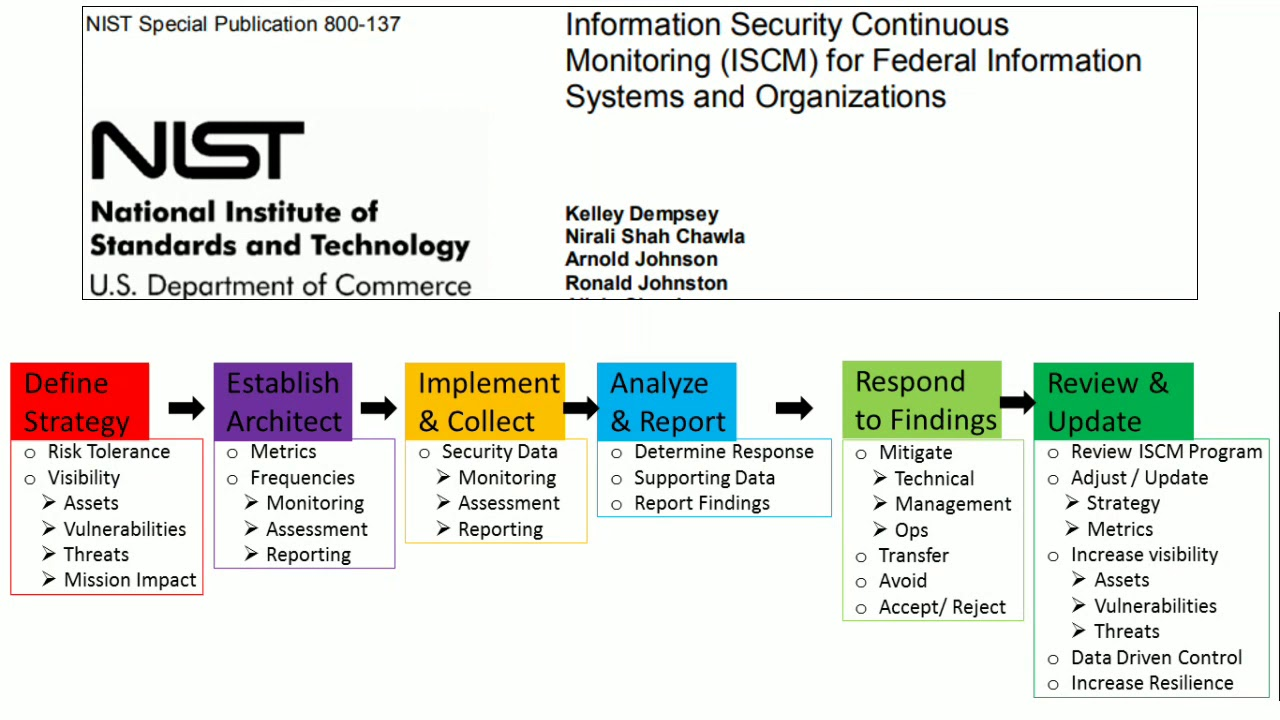 NIST Special Publication 800-137
Information Security Continuous
Monitoring (ISCM) for Federal Information
Systems and Organizations
NIST
National Institute of
Standards and Technology
U.S. Department of Commerce
Kelley Dempsey
Nirali Shah Chawla
Arnold Johnson
Ronald Johnston
Define
Strategy
o Risk Tolerance
o Visibility
➢ Assets
➢ Vulnerabilities
➢ Threats
➢ Mission Impact
Establish
Architect
o Metrics
o Frequencies
➢ Monitoring
➢ Assessment
➢ Reporting
Implement
& Collect
o Security Data
➢ Monitoring
➢ Assessment
➢ Reporting
Analyze
& Report
o Determine Response
o Supporting Data
o Report Findings
Respond
to Findings
o Mitigate
➢ Technical
➢ Management
➢ Ops
o Transfer
o Avoid
o Accept/ Reject
Review &
Update
o Review ISCM Program
o Adjust / Update
➢ Strategy
➢ Metrics
o Increase visibility
➢ Assets
➢ Vulnerabilities
➢ Threats
o Data Driven Control
o Increase Resilience